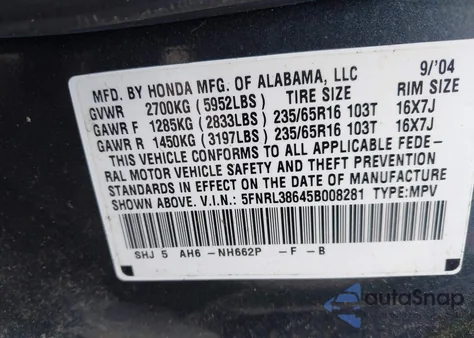 MFD. BY HONDA MFG. OF ALABAMA, LLC 9/'04
GVWR 2700KG (5952LBS) TIRE SIZE RIM SIZE
GAWR F 1285KG (2833LBS) 235/65R16 103T 16X7J
GAWR R 1450KG (3197LBS) 235/65R16 103T 16X7J
THIS VEHICLE CONFORMS TO ALL APPLICABLE FEDE-
RAL MOTOR VEHICLE SAFETY AND THEFT PREVENTION
STANDARDS IN EFFECT ON THE DATE OF MANUFACTURE
SHOWN ABOVE. V.I.N.: 5FNRL38645B008281 TYPE:MPV
SHJ 5 AH6 -NH662P -F -B
autoSnap